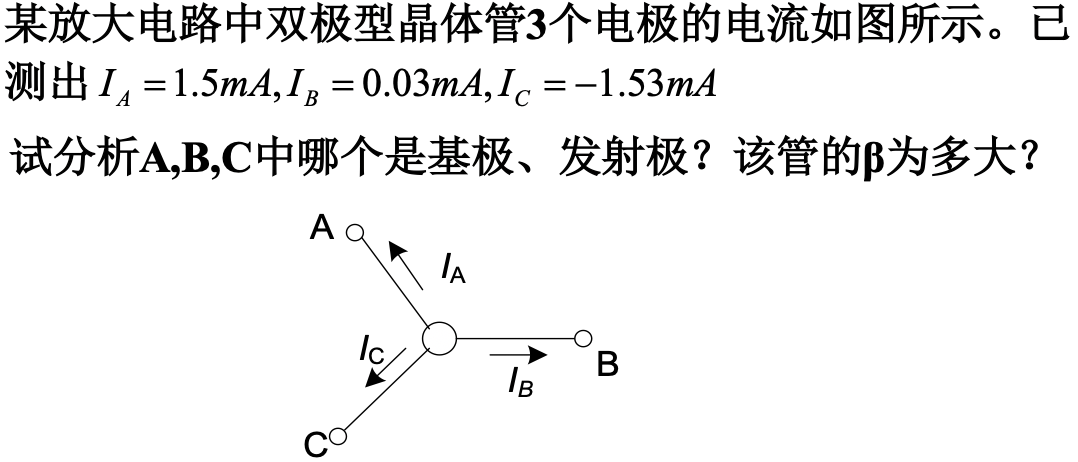 某放大电路中双极型晶体管3个电极的电流如图所示。已
测出 I_A = 1.5mA, I_B = 0.03mA, I_C = −1.53mA
试分析A,B,C中哪个是基极、发射极？该管的β为多大？
A
I_A
I_C
B
I_B
C